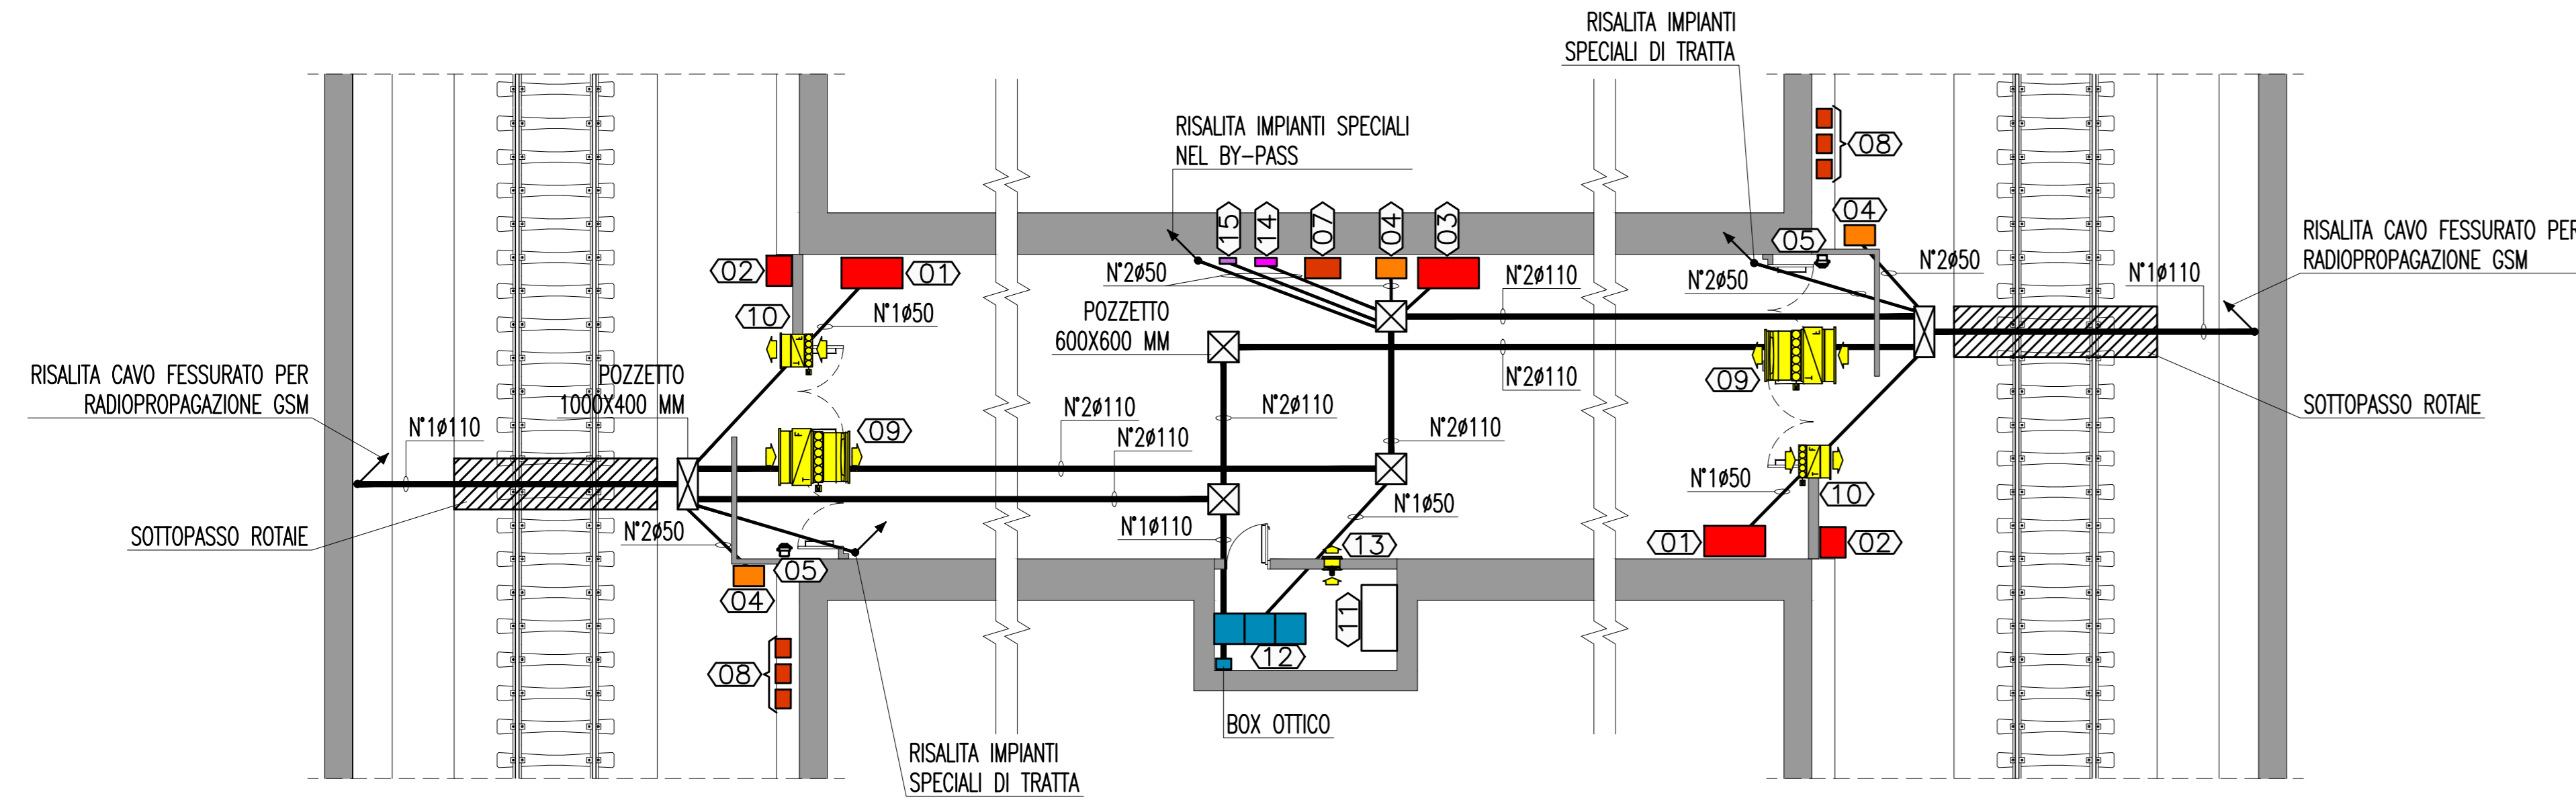 RISALITA IMPIANTI
SPECIALI DI TRATTA
RISALITA IMPIANTI SPECIALI
NEL BY-PASS
08
04
05
15
14
07
04
03
RISALITA CAVO FESSURATO PER
RADIOPROPAGAZIONE GSM
02
01
N°2ø50
N°2ø110
N°2ø50
N°2ø50
N°1ø110
10
N°1ø50
POZZETTO
600X600 MM
RISALITA CAVO FESSURATO PER
RADIOPROPAGAZIONE GSM
POZZETTO
1000X400 MM
N°2ø110
09
SOTTOPASSO ROTAIE
N°1ø110
09
N°2ø110
N°2ø110
N°2ø110
N°2ø110
N°1ø50
10
SOTTOPASSO ROTAIE
N°2ø50
N°1ø110
N°1ø50
13
01
02
05
04
11
12
08
BOX OTTICO
RISALITA IMPIANTI
SPECIALI DI TRATTA